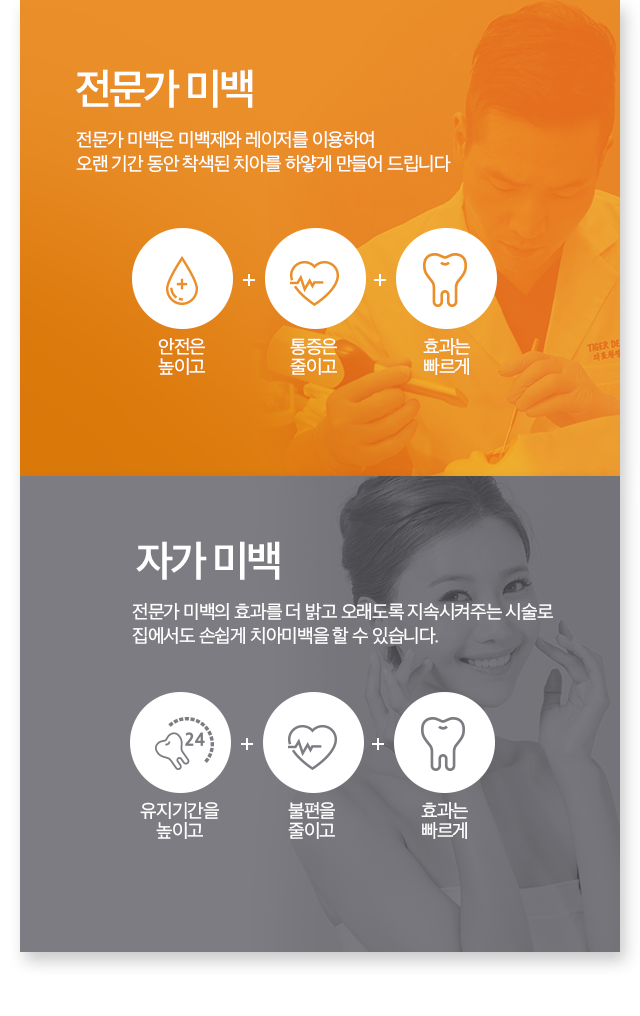 전문가 미백
전문가 미백은 미백제와 레이저를 이용하여
오랜 기간 동안 착색된 치아를 하얗게 만들어 드립니다
+
+
안전은
높이고
통증은
줄이고
효과는
빠르게
TIGER DE
자가 미백
전문가 미백의 효과를 더 밝고 오래도록 지속시켜주는 시술로
집에서도 손쉽게 치아미백을 할 수 있습니다.
24
+
+
유지기간을
높이고
불편을
줄이고
효과는
빠르게